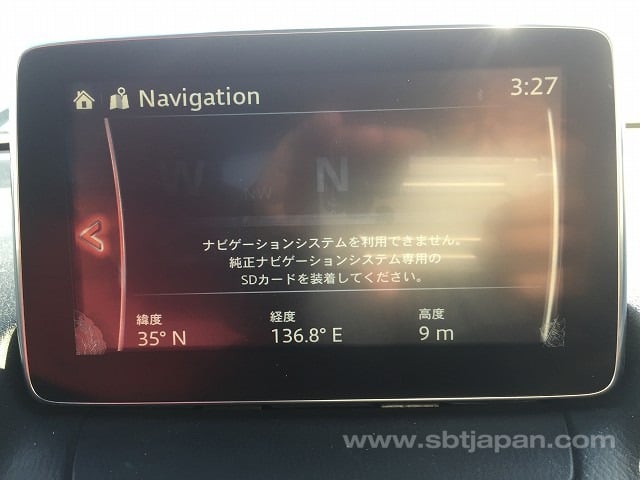 Navigation
3:27
W
NW
N
ナビゲーションシステムを利用できません。
純正ナビゲーションシステム専用の
SDカードを装着してください。
緯度
経度
高度
35° N
136.8° E
9 m
www.sbtjapan.com